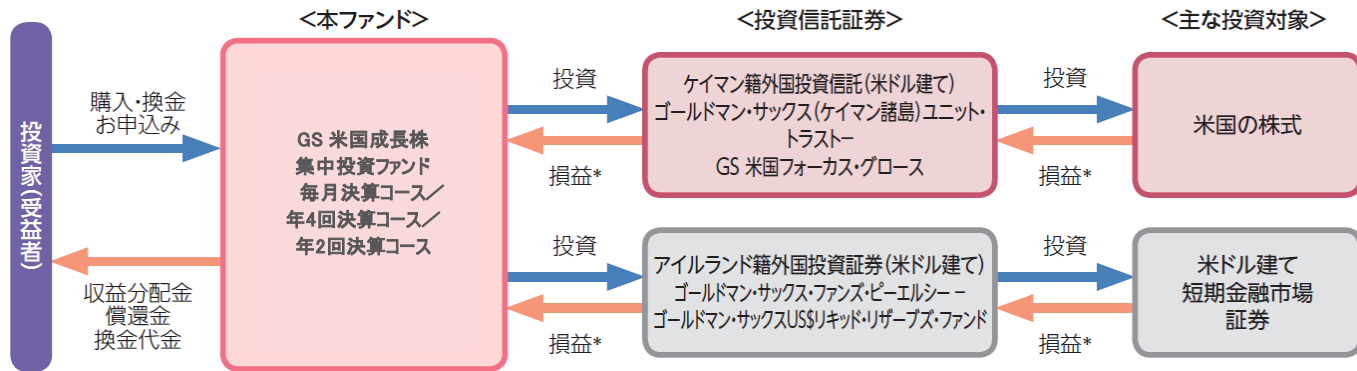 <本ファンド>
<投資信託証券>
<主な投資対象>
投資家(受益者)
購入・換金
お申込み
収益分配金
償還金
換金代金
GS 米国成長株
集中投資ファンド
毎月決算コース/
年4回決算コース/
年2回決算コース
投資
損益*
ケイマン籍外国投資信託(米ドル建て)
ゴールドマン・サックス(ケイマン諸島)ユニット・
トラストー
GS 米国フォーカス・グロース
投資
損益*
米国の株式
投資
損益*
アイルランド籍外国投資証券(米ドル建て)
ゴールドマン・サックス・ファンズ・ピーエルシー −
ゴールドマン・サックスUS$リキッド・リザーブズ・ファンド
投資
損益*
米ドル建て
短期金融市場
証券